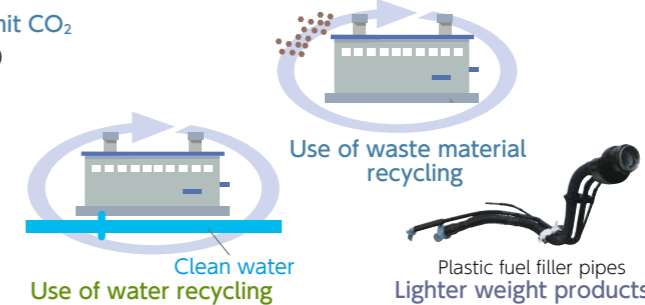 CO₂
)
Use of waste material
recycling
Clean water
Use of water recycling
Plastic fuel filler pipes
Lighter weight products